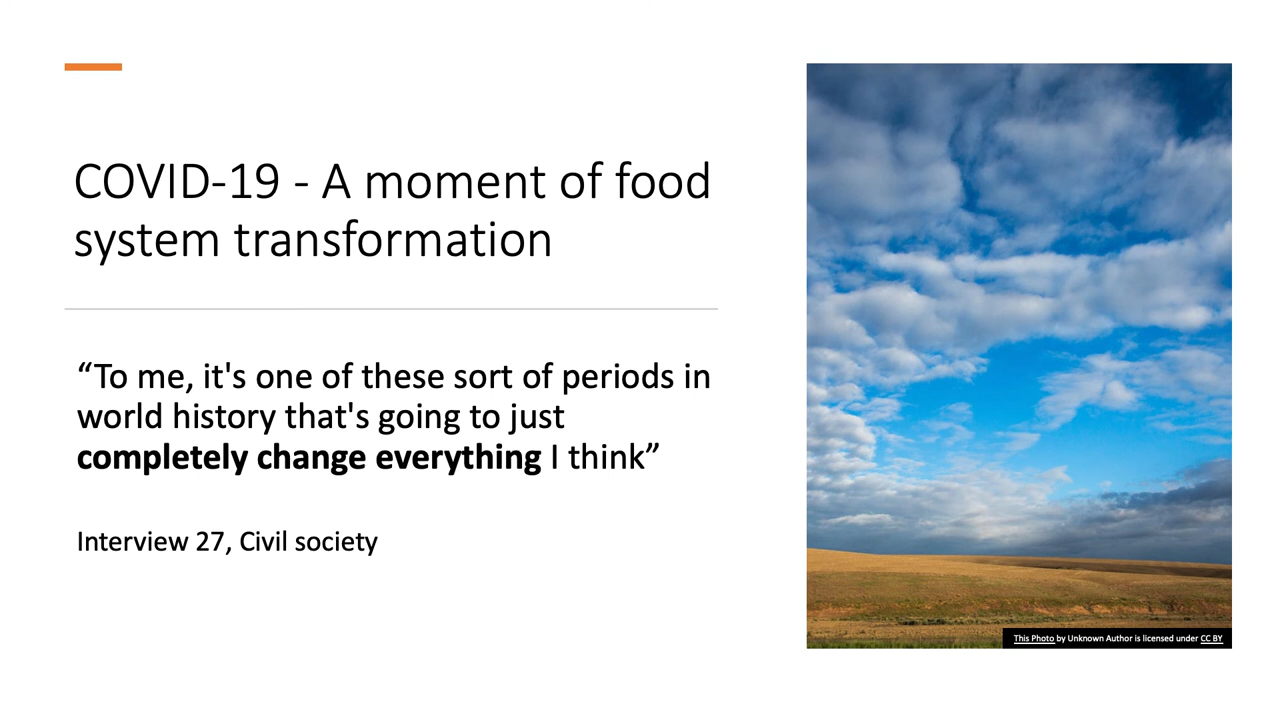 COVID-19 - A moment of food
system transformation
“To me, it's one of these sort of periods in
world history that's going to just
completely change everything I think”
Interview 27, Civil society
This Photo by Unknown Author is licensed under CC BY